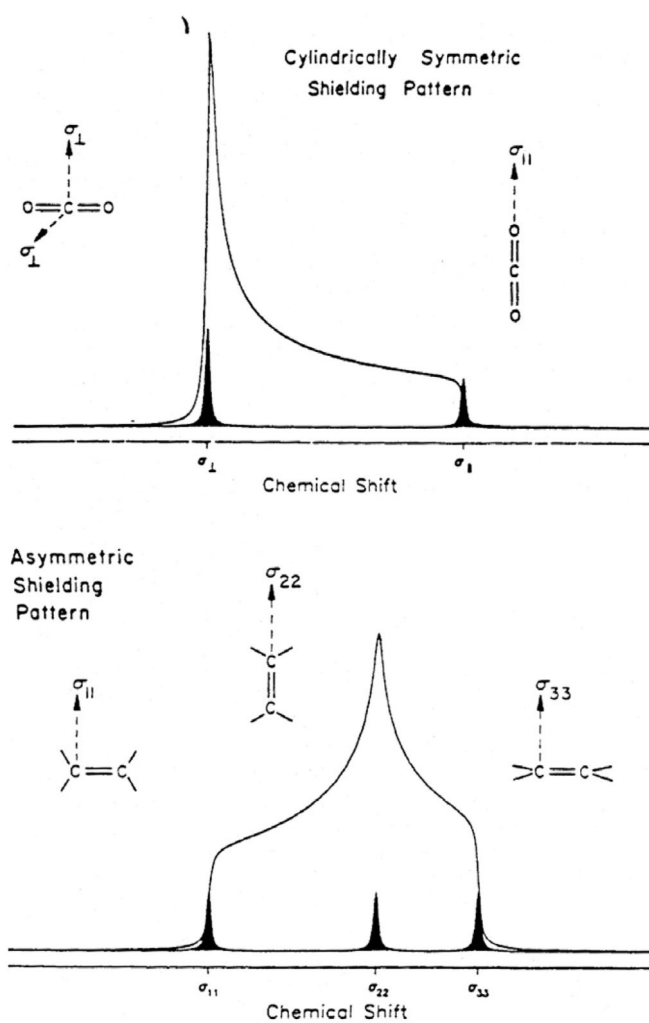 Cylindrically Symmetric
Shielding Pattern
σ⊥
O=C=O
σ⊥
σ||
O
C
O
σ⊥
σ||
Chemical Shift
Asymmetric
Shielding
Pattern
σ22
C
C
σ11
C=C
σ33
C=C
σ11
σ22
σ33
Chemical Shift